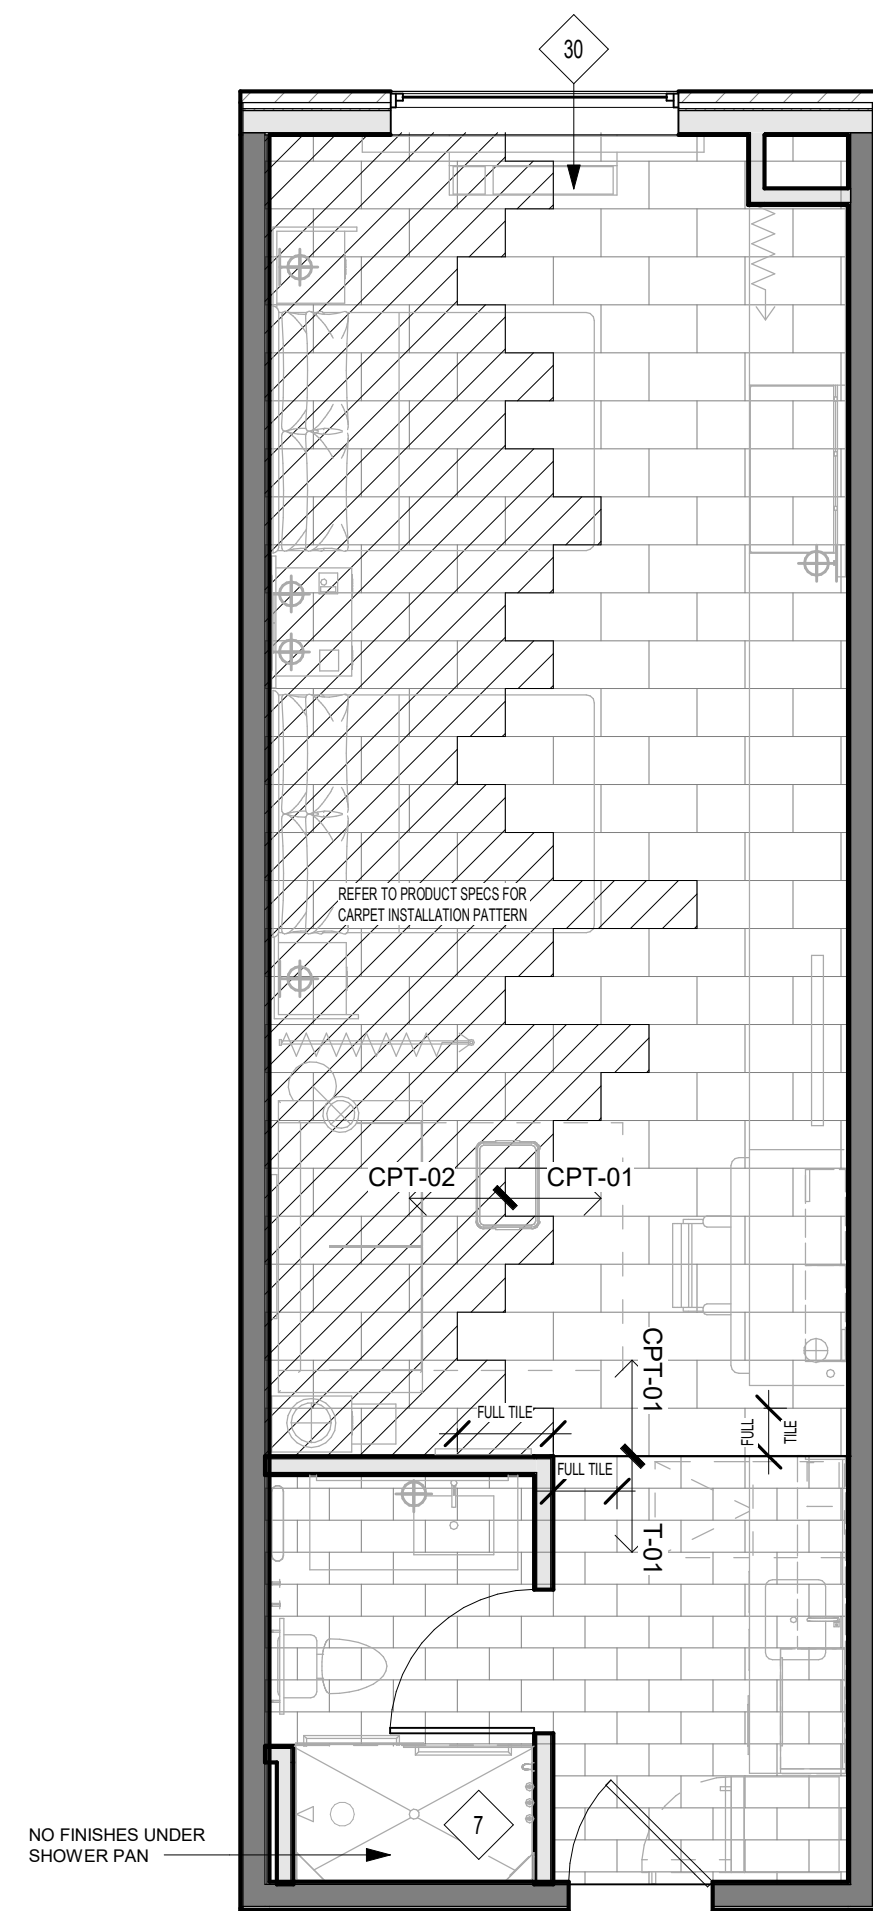 30
REFER TO PRODUCT SPECS FOR
CARPET INSTALLATION PATTERN
CPT-02
CPT-01
CPT-01
FULL TILE
FULL
TILE
FULL TILE
T-01
7
NO FINISHES UNDER
SHOWER PAN